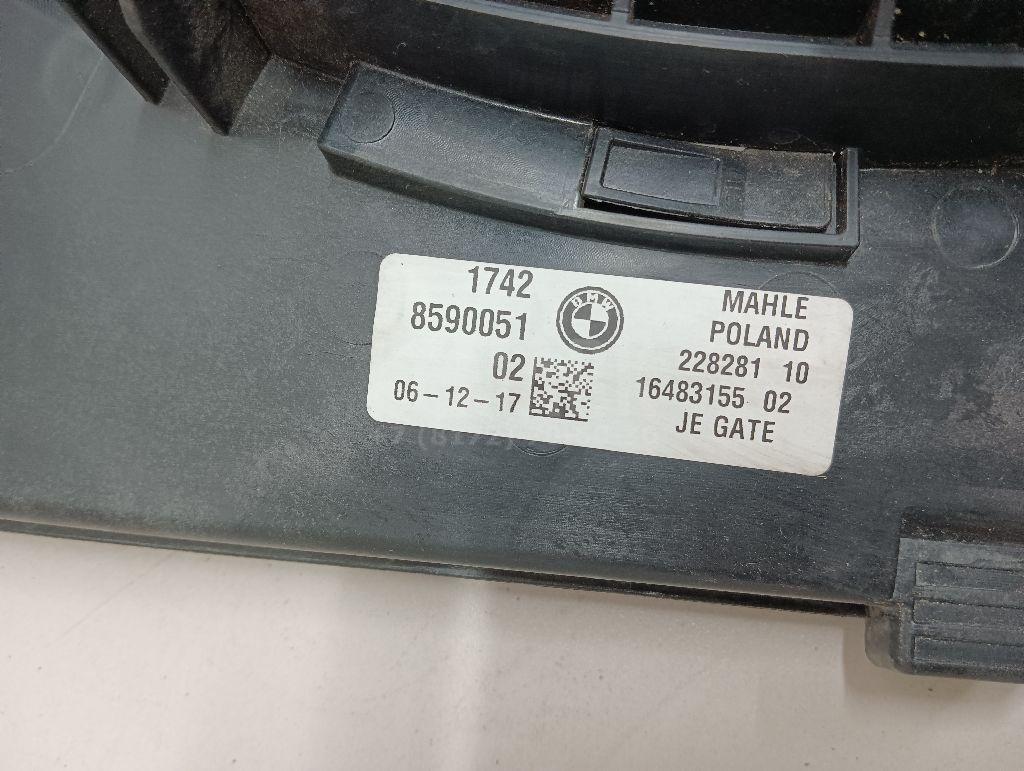 1742
8590051
02
06-12-17
BMW
MAHLE
POLAND
228281 10
16483155 02
JE GATE